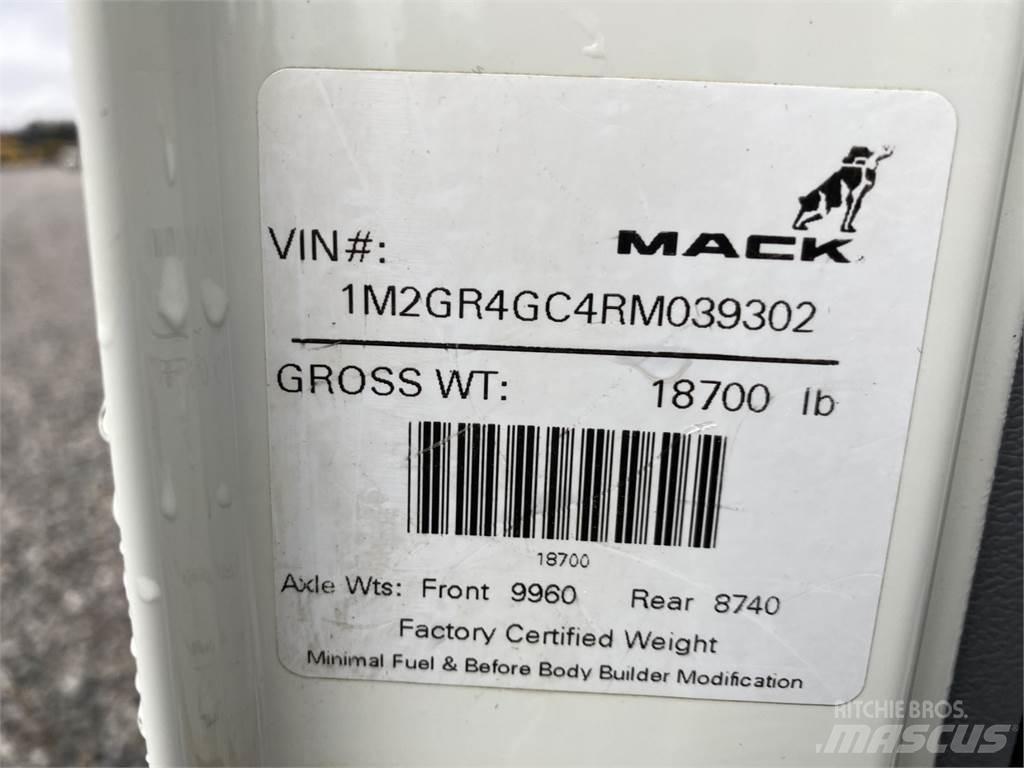 MACK
VIN#:
1M2GR4GC4RM039302
GROSS WT: 18700 lb
18700
Axle Wts: Front 9960 Rear 8740
Factory Certified Weight
Minimal Fuel & Before Body Builder Modification
RITCHIE BROS.
MASCUS